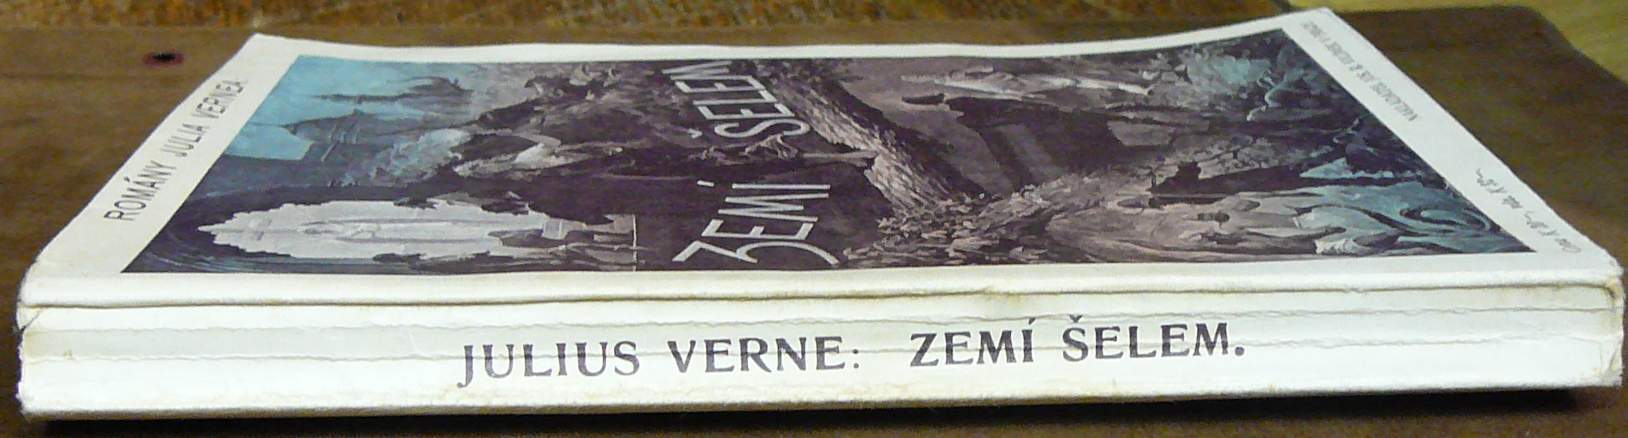 ROMÁNY JULIA VERNEA
ZEMÍ
ŠELEM
JULIUS VERNE: ZEMÍ ŠELEM.